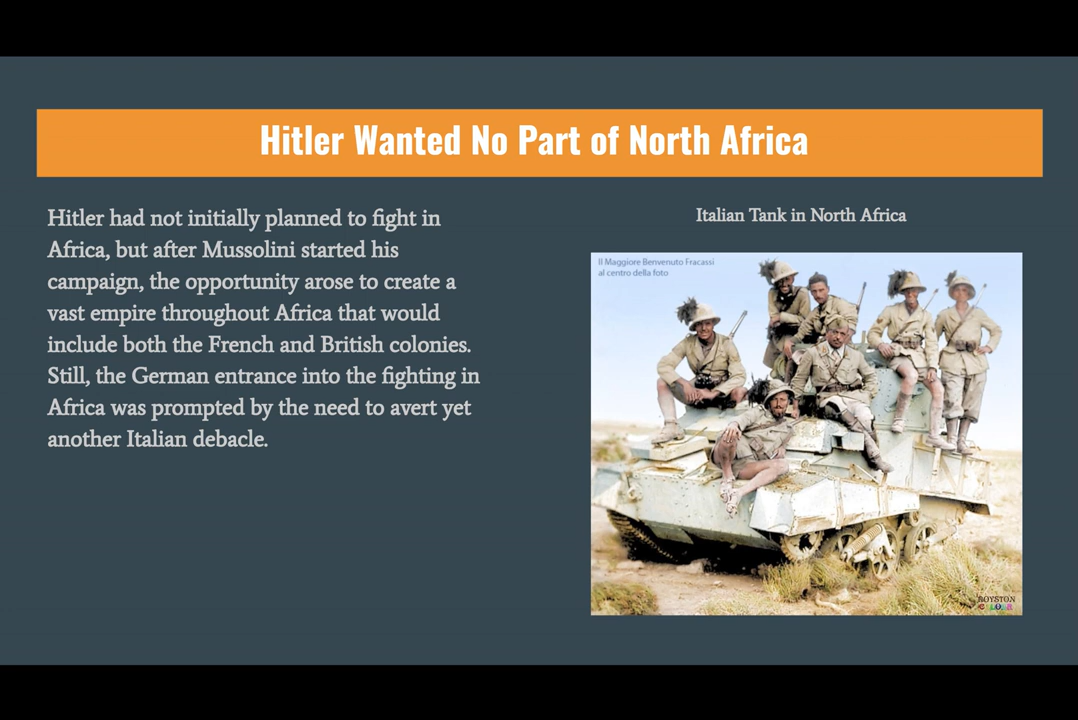 Hitler Wanted No Part of North Africa
Hitler had not initially planned to fight in
Africa, but after Mussolini started his
campaign, the opportunity arose to create a
vast empire throughout Africa that would
include both the French and British colonies.
Still, the German entrance into the fighting in
Africa was prompted by the need to avert yet
another Italian debacle.
Italian Tank in North Africa
Il Maggiore Benvenuto Fracassi
al centro della foto
ROYSTON
COLOR